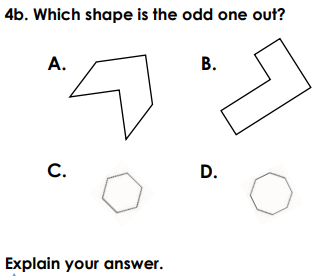 4b. Which shape is the odd one out?
A. B.
C. D.
Explain your answer.